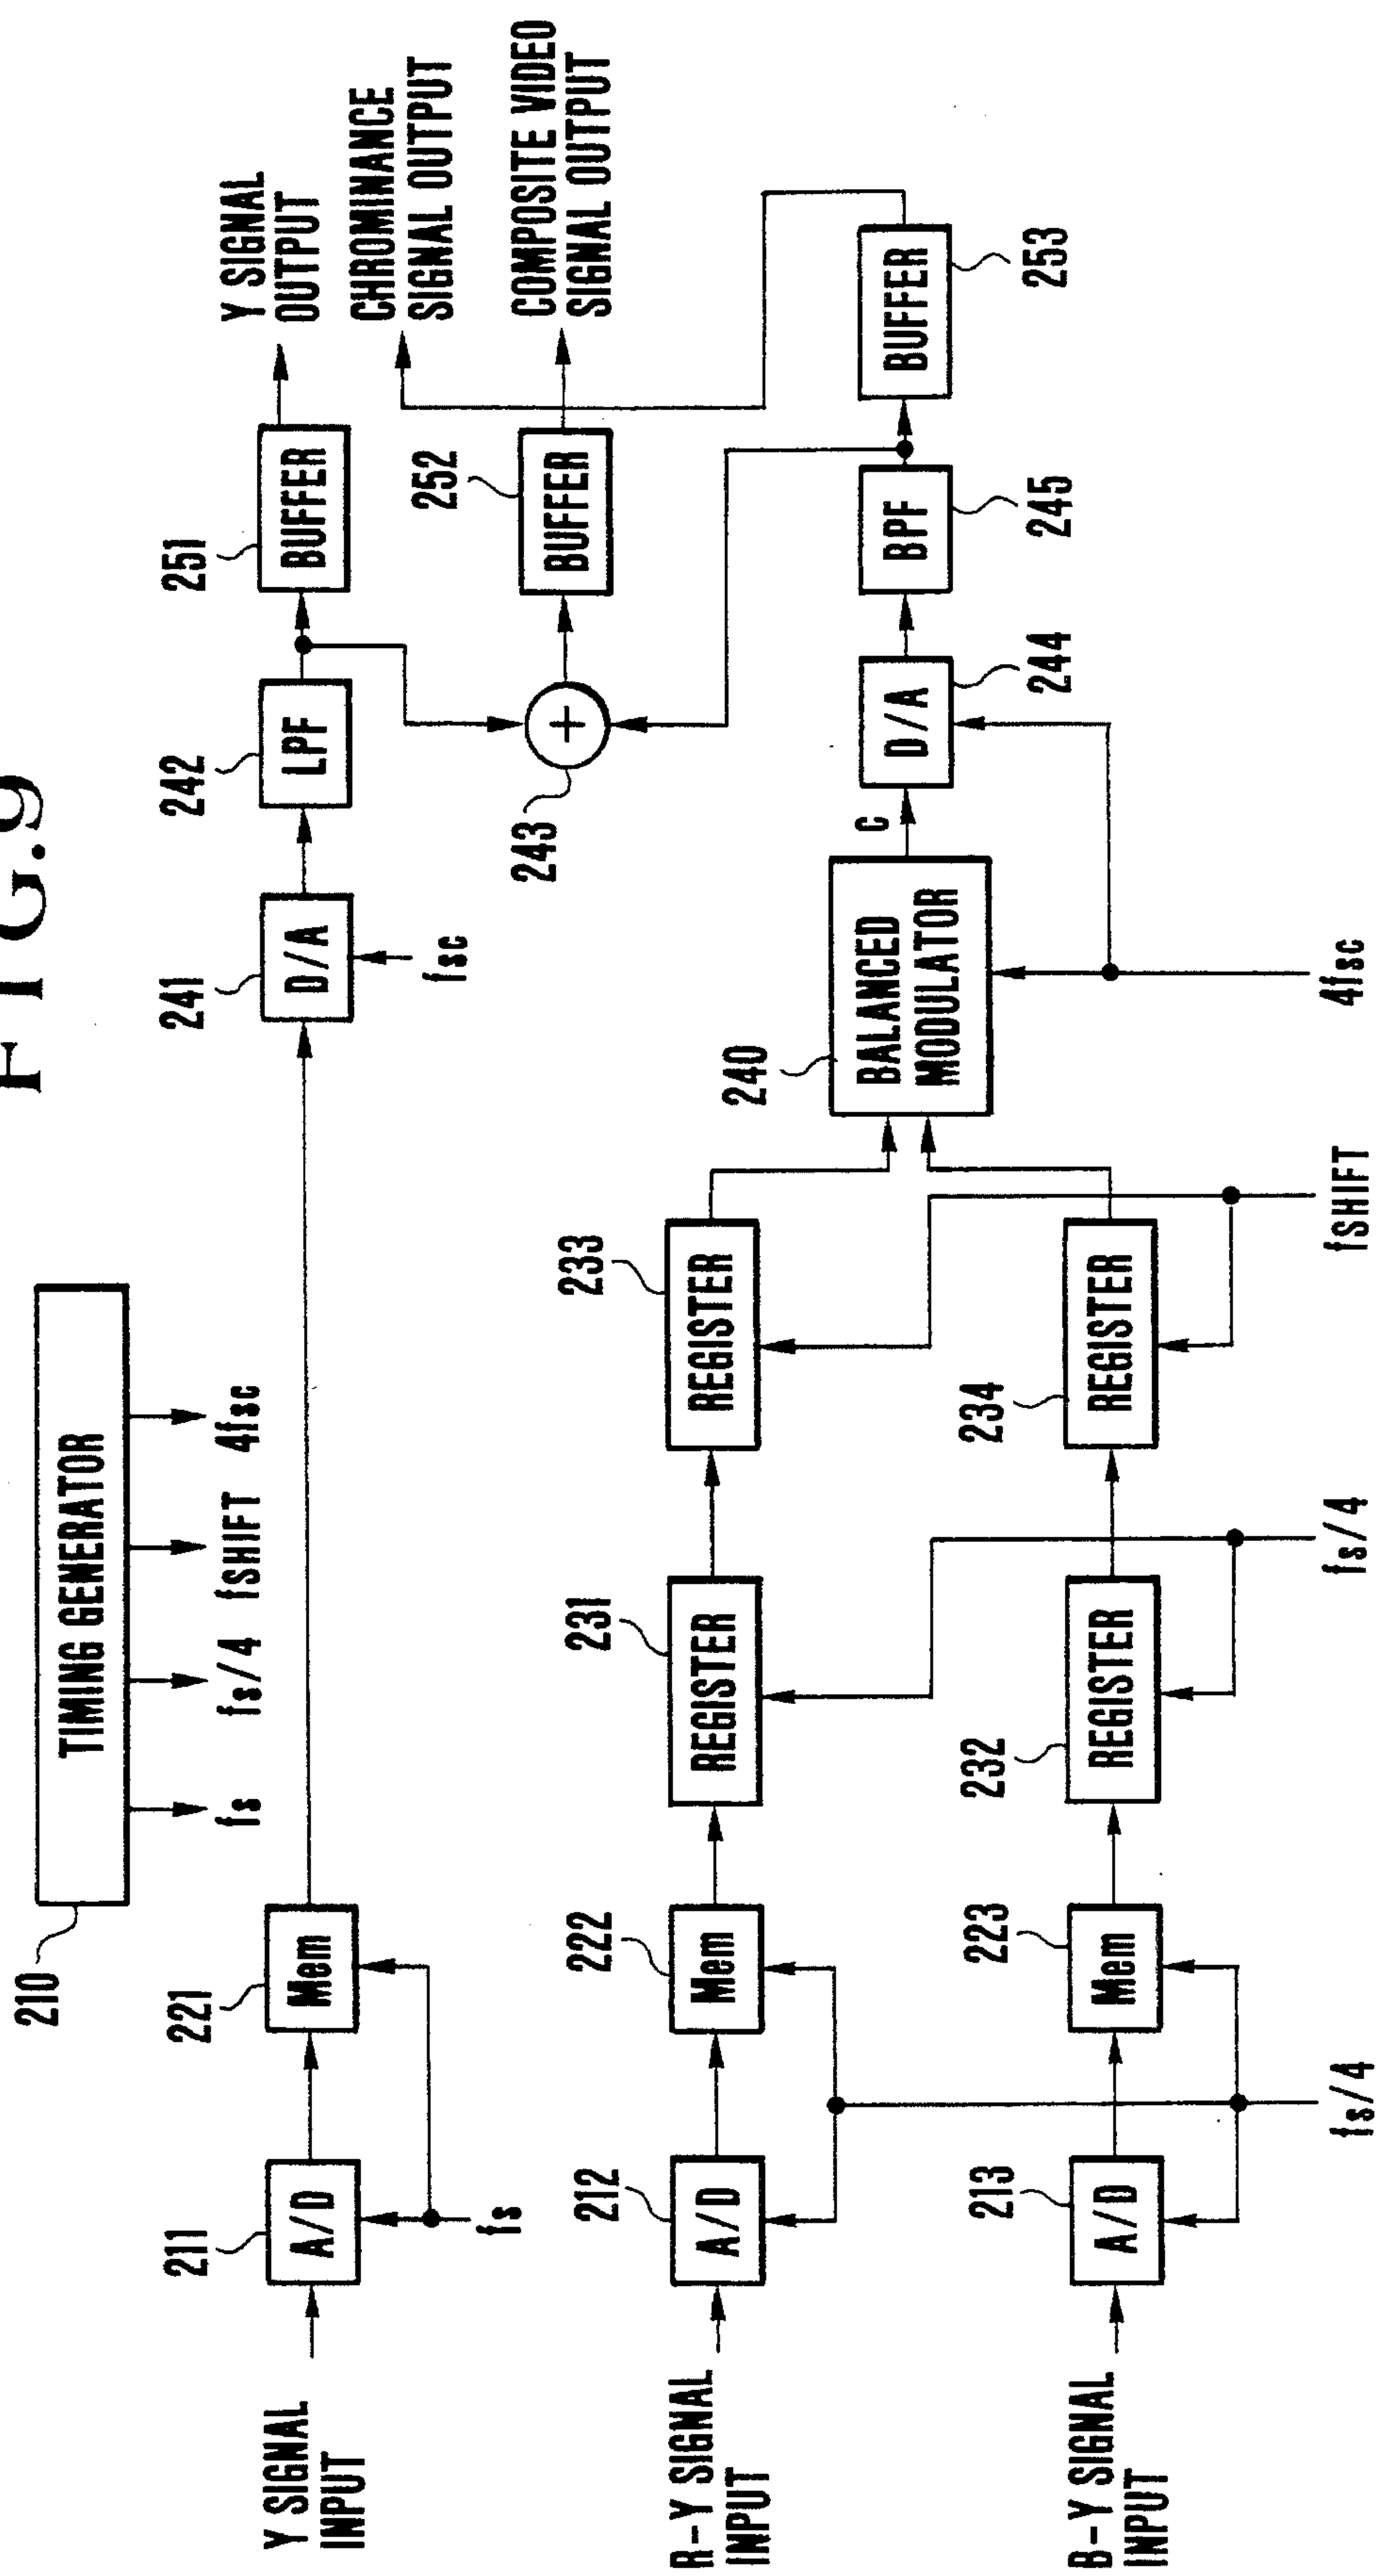 FIG.9
210
TIMING GENERATOR
fs
fs/4
fSHIFT
4fsc
Y SIGNAL
INPUT
211
A/D
fs
221
Mem
241
D/A
fsc
242
LPF
251
BUFFER
Y SIGNAL
OUTPUT
CHROMINANCE
SIGNAL OUTPUT
243
+
252
BUFFER
COMPOSITE VIDEO
SIGNAL OUTPUT
R-Y SIGNAL
INPUT
212
A/D
222
Mem
231
REGISTER
233
REGISTER
240
BALANCED
MODULATOR
C
D/A
244
BPF
245
BUFFER
253
B-Y SIGNAL
INPUT
213
A/D
223
Mem
232
REGISTER
234
REGISTER
fs/4
fs/4
fSHIFT
4fsc